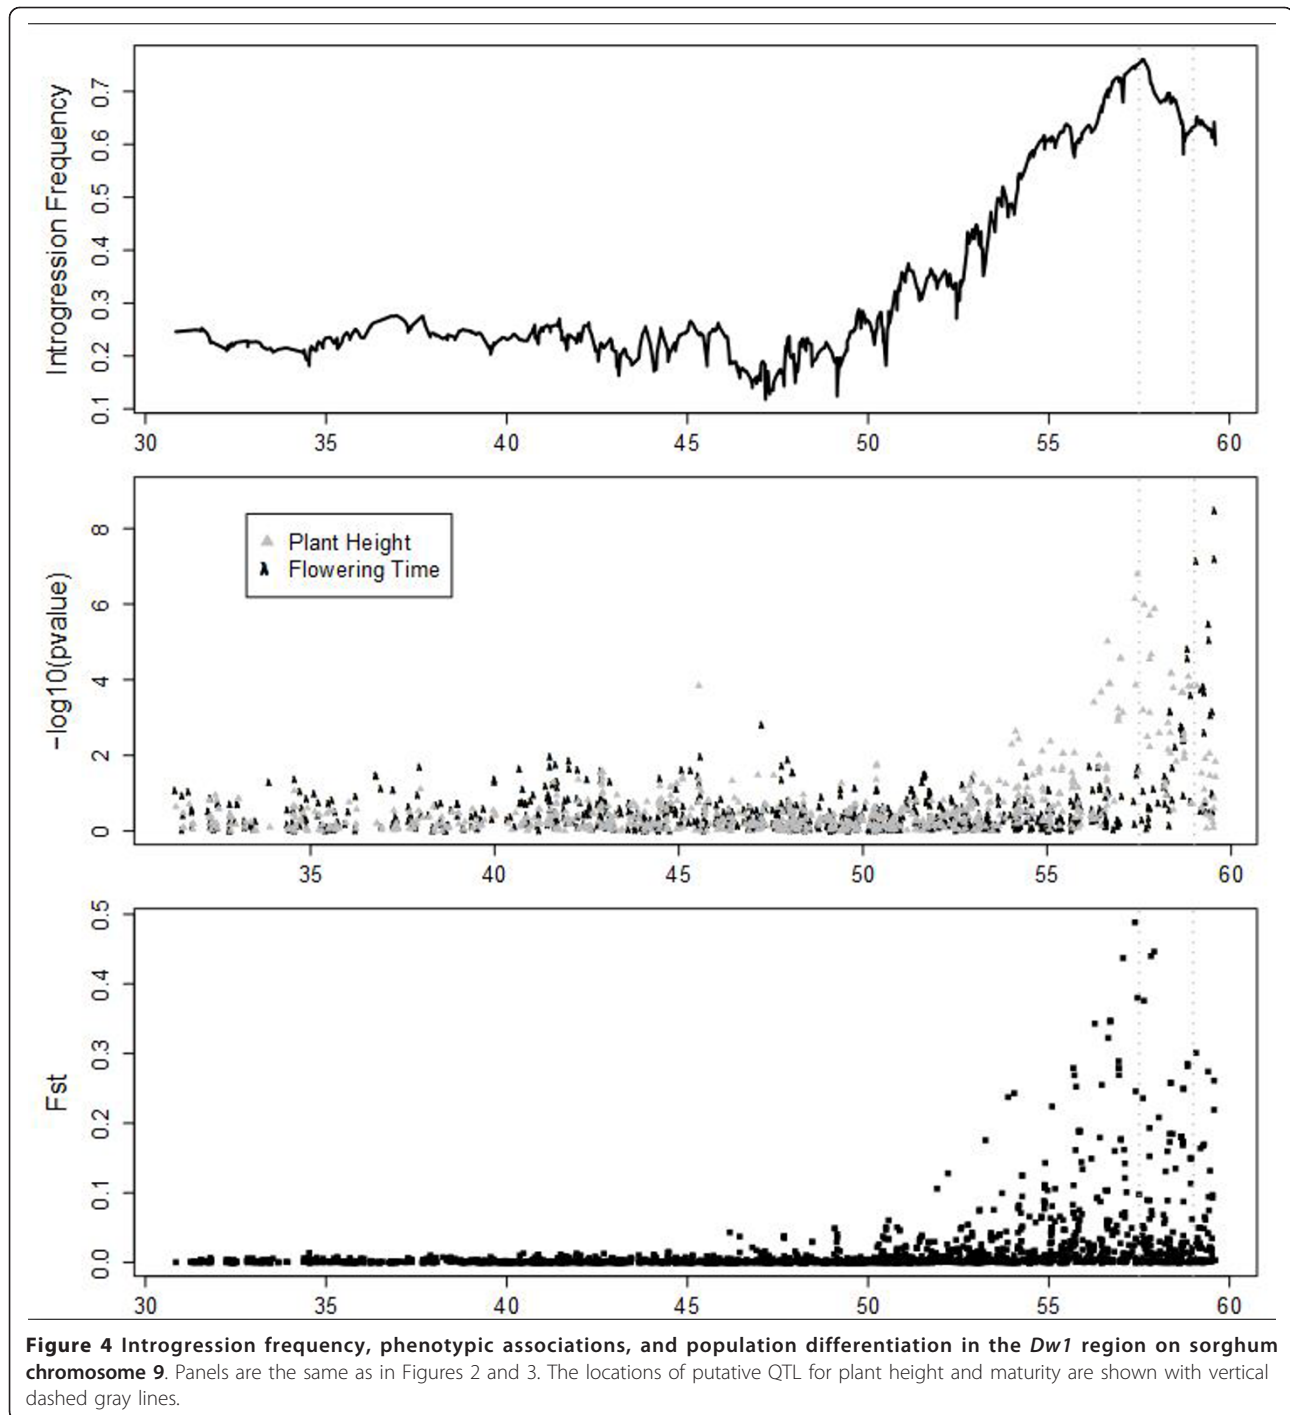 Introgression Frequency
0.7
0.6
0.5
0.4
0.3
0.2
0.1
30 35 40 45 50 55 60
−log10(pvalue)
8
6
4
2
0
Plant Height
Flowering Time
35 40 45 50 55 60
Fst
0.5
0.4
0.3
0.2
0.1
0.0
30 35 40 45 50 55 60
Figure 4 Introgression frequency, phenotypic associations, and population differentiation in the Dw1 region on sorghum
chromosome 9. Panels are the same as in Figures 2 and 3. The locations of putative QTL for plant height and maturity are shown with vertical
dashed gray lines.